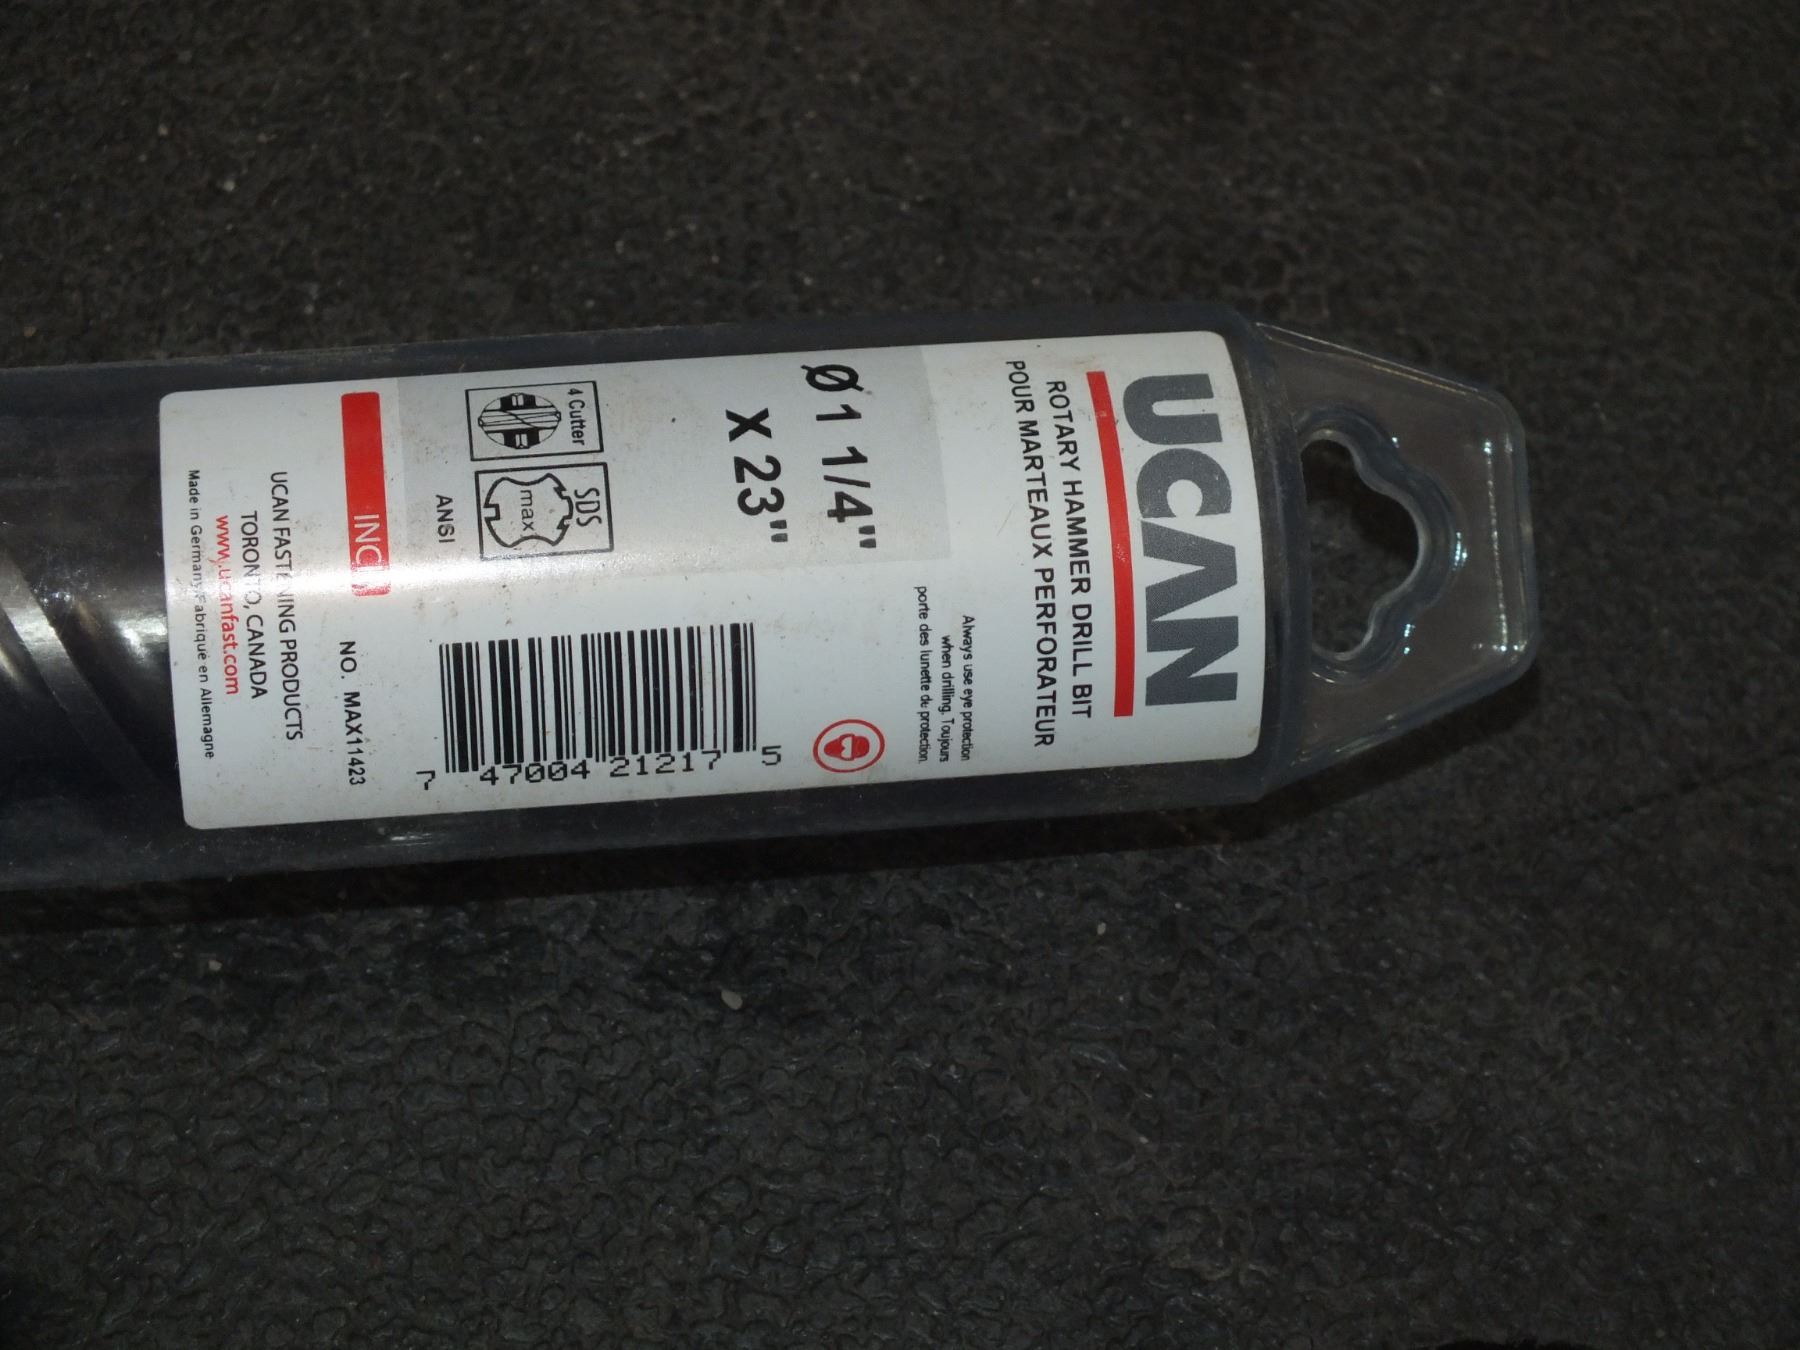 UCAN
ROTARY HAMMER DRILL BIT
POUR MARTEAUX PERFORATEUR
Always use eye protection
when drilling. Toujours
porte des lunette de protection.
Ø 1 1/4"
X 23"
4 Cutter
SDS
max
ANSI
7 47004 21217 5
INCH
NO. MAX11423
UCAN FASTENING PRODUCTS
TORONTO, CANADA
www.ucanfast.com
Made in Germany/Fabrique en Allemagne